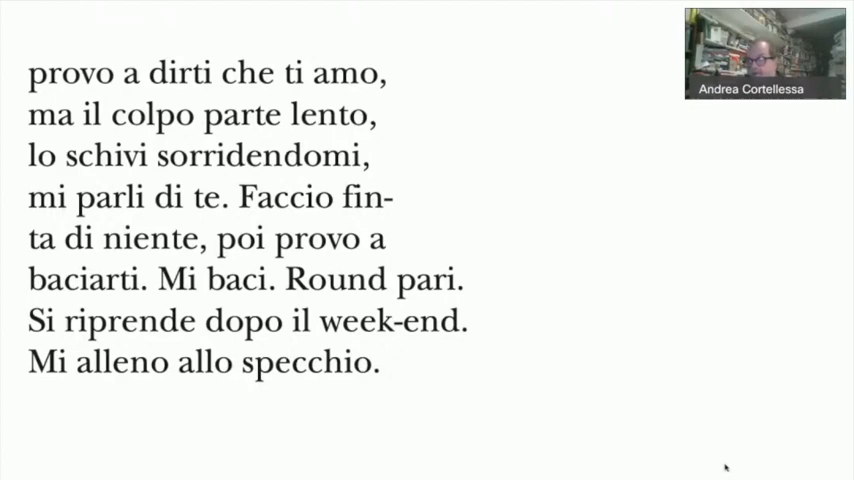 provo a dirti che ti amo,
ma il colpo parte lento,
lo schivi sorridendomi,
mi parli di te. Faccio fin-
ta di niente, poi provo a
baciarti. Mi baci. Round pari.
Si riprende dopo il week-end.
Mi alleno allo specchio.
Andrea Cortellessa